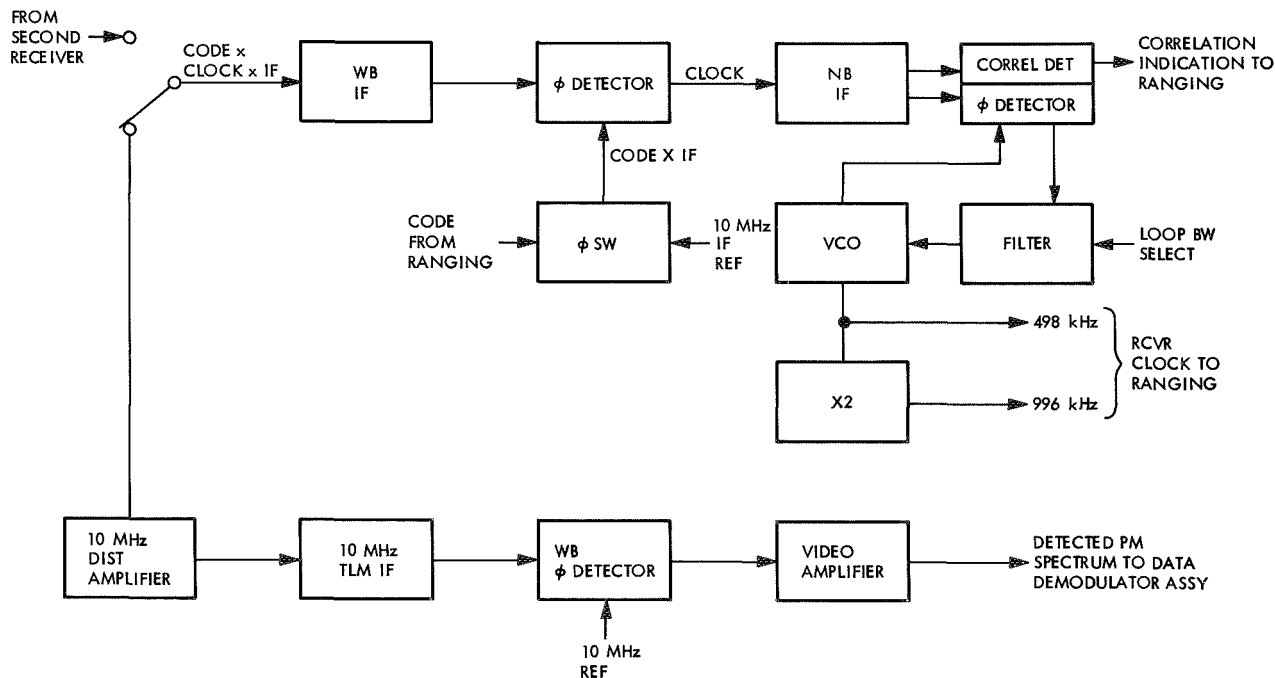 FROM
SECOND
RECEIVER
CODE x
CLOCK x IF
WB
IF
ϕ DETECTOR
CLOCK
NB
IF
CORREL DET
ϕ DETECTOR
CORRELATION
INDICATION TO
RANGING
CODE X IF
CODE
FROM
RANGING
ϕ SW
10 MHz
IF
REF
VCO
FILTER
LOOP BW
SELECT
498 kHz
RCVR
CLOCK TO
RANGING
X2
996 kHz
10 MHz
DIST
AMPLIFIER
10 MHz
TLM IF
WB
ϕ DETECTOR
VIDEO
AMPLIFIER
DETECTED PM
SPECTRUM TO DATA
DEMODULATOR ASSY
10 MHz
REF